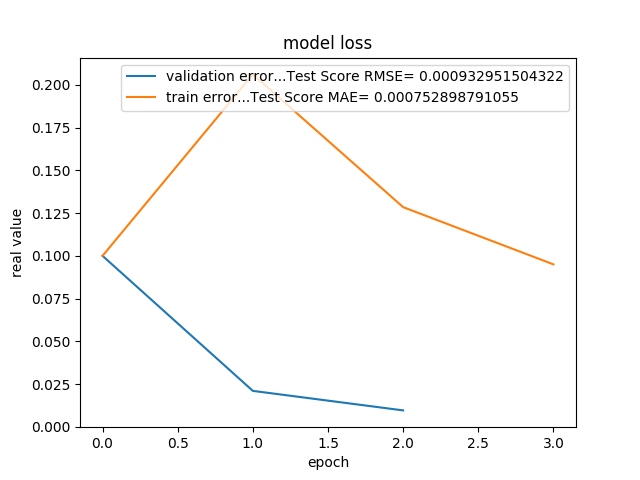 model loss
validation error...Test Score RMSE= 0.000932951504322
train error...Test Score MAE= 0.000752898791055
0.200
0.175
0.150
0.125
0.100
0.075
0.050
0.025
0.000
real value
0.0 0.5 1.0 1.5 2.0 2.5 3.0
epoch